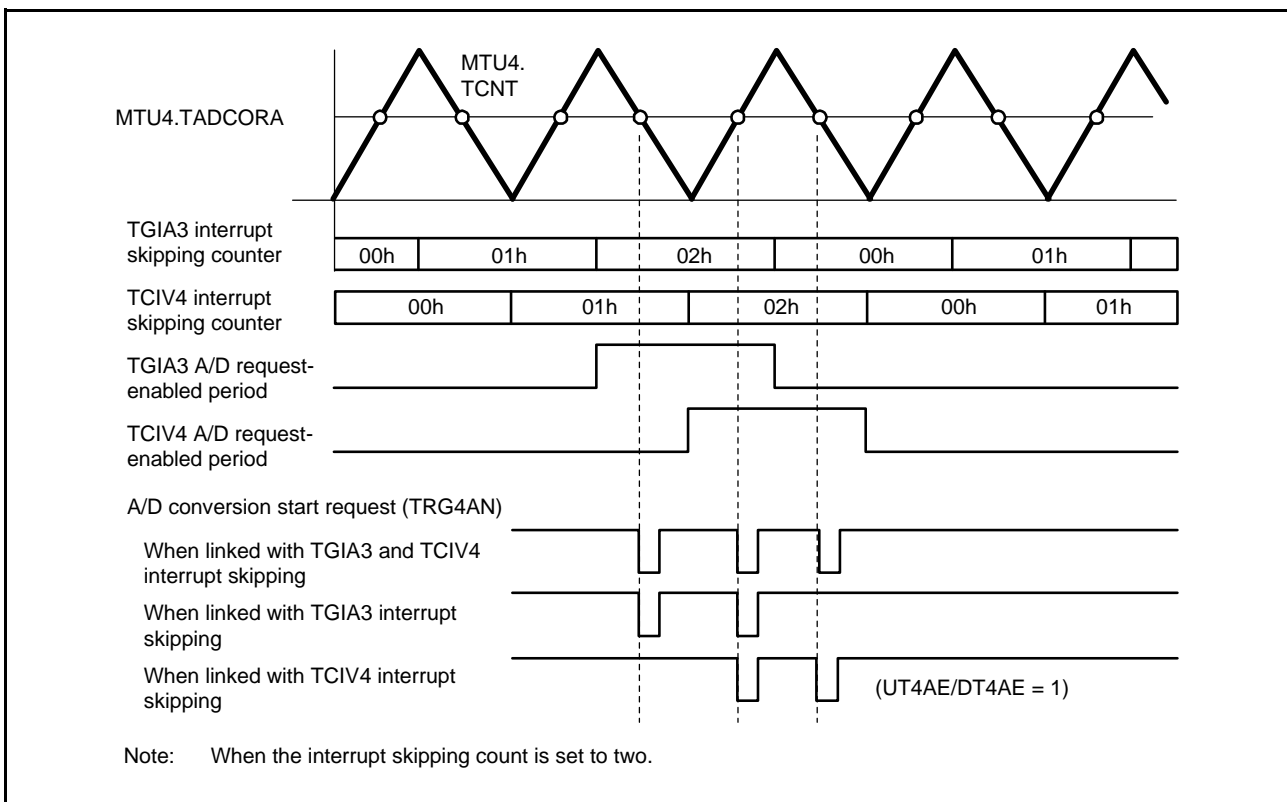 MTU4.
TCNT
MTU4.TADCORA
TGIA3 interrupt
skipping counter
00h 01h 02h 00h 01h
TCIV4 interrupt
skipping counter
00h 01h 02h 00h 01h
TGIA3 A/D request-
enabled period
TCIV4 A/D request-
enabled period
A/D conversion start request (TRG4AN)
When linked with TGIA3 and TCIV4
interrupt skipping
When linked with TGIA3 interrupt
skipping
When linked with TCIV4 interrupt
skipping
(UT4AE/DT4AE = 1)
Note: When the interrupt skipping count is set to two.